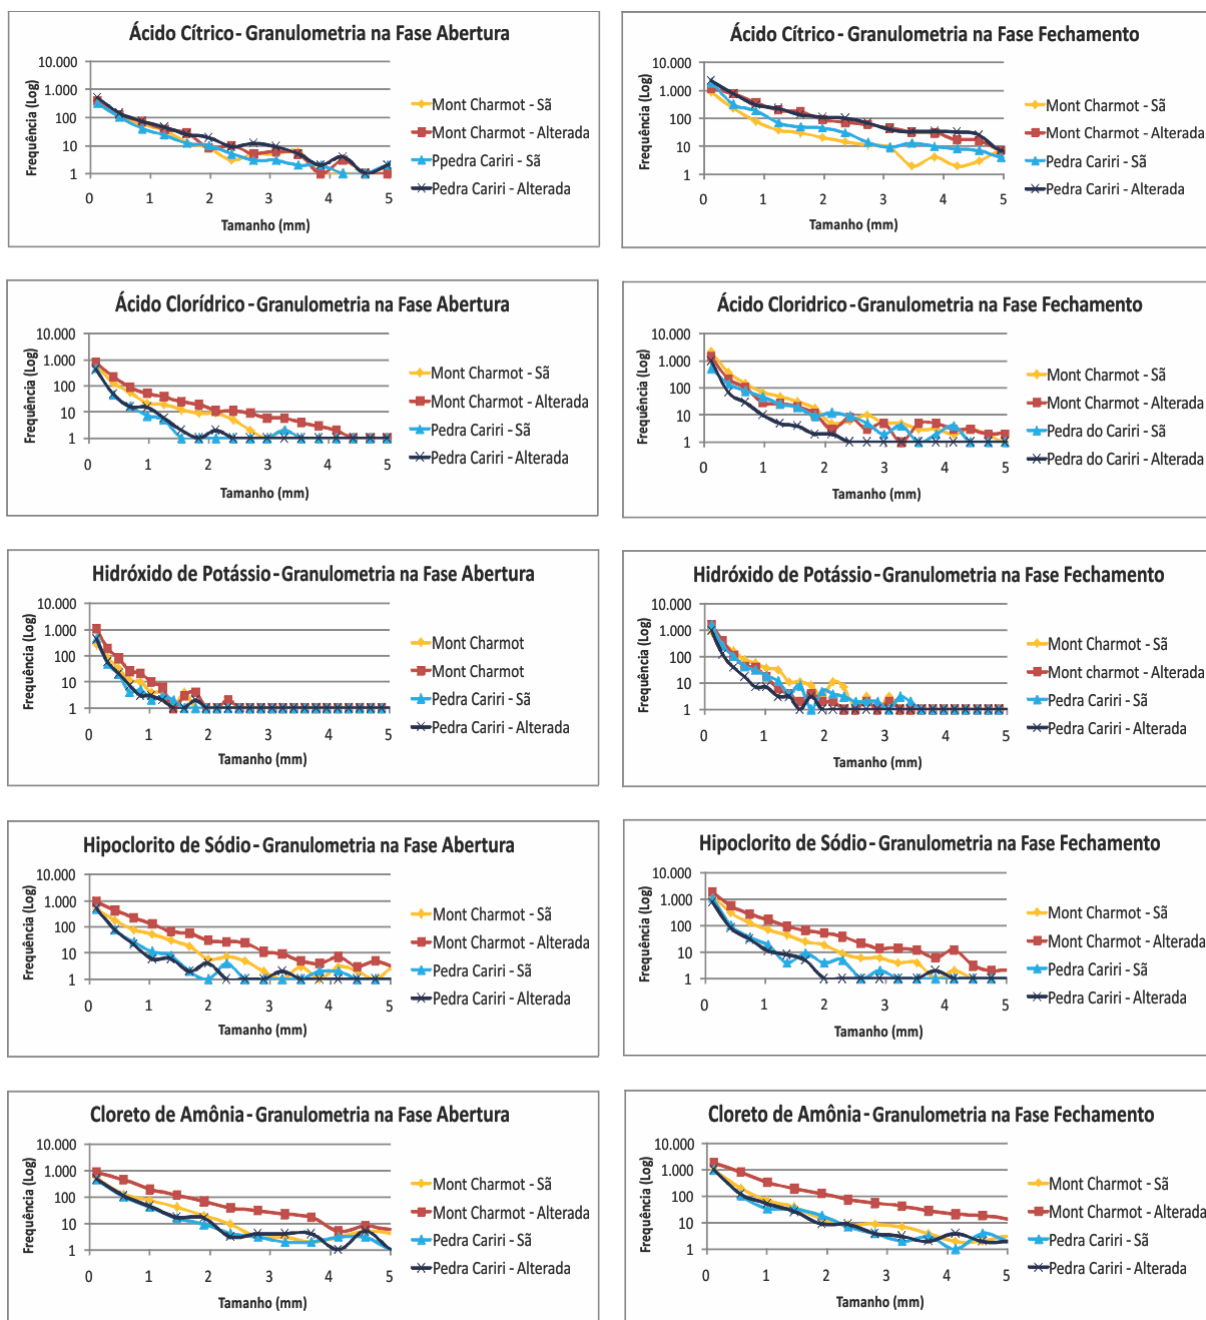 Ácido Cítrico - Granulometria na Fase Abertura
Frequência (Log)
10.000
1.000
100
10
1
0 1 2 3 4 5
Tamanho (mm)
Mont Charmot - Sã
Mont Charmot - Alterada
Ppedra Cariri - Sã
Pedra Cariri - Alterada
Ácido Cítrico - Granulometria na Fase Fechamento
Frequência (Log)
10.000
1.000
100
10
1
0 1 2 3 4 5
Tamanho (mm)
Mont Charmot - Sã
Mont Charmot - Alterada
Pedra Cariri - Sã
Pedra Cariri - Alterada
Ácido Clorídrico - Granulometria na Fase Abertura
Frequência (Log)
10.000
1.000
100
10
1
0 1 2 3 4 5
Tamanho (mm)
Mont Charmot - Sã
Mont Charmot - Alterada
Pedra Cariri - Sã
Pedra Cariri - Alterada
Ácido Cloridrico - Granulometria na Fase Fechamento
Frequência (Log)
10.000
1.000
100
10
1
0 1 2 3 4 5
Tamanho (mm)
Mont Charmot - Sã
Mont Charmot - Alterada
Pedra do Cariri - Sã
Pedra do Cariri - Alterada
Hidróxido de Potássio - Granulometria na Fase Abertura
Frequência (Log)
10.000
1.000
100
10
1
0 1 2 3 4 5
Tamanho (mm)
Mont Charmot
Mont Charmot
Pedra Cariri - Sã
Pedra Cariri - Alterada
Hidróxido de Potássio - Granulometria na Fase Fechamento
Frequência (Log)
10.000
1.000
100
10
1
0 1 2 3 4 5
Tamanho (mm)
Mont Charmot - Sã
Mont charmot - Alterada
Pedra Cariri - Sã
Pedra Cariri - Alterada
Hipoclorito de Sódio - Granulometria na Fase Abertura
Frequência (Log)
10.000
1.000
100
10
1
0 1 2 3 4 5
Tamanho (mm)
Mont Charmot - Sã
Mont Charmot - Alterada
Pedra Cariri - Sã
Pedra Cariri - Alterada
Hipoclorito de Sódio - Granulometria na Fase Fechamento
Frequência (Log)
10.000
1.000
100
10
1
0 1 2 3 4 5
Tamanho (mm)
Mont Charmot - Sã
Mont Charmot - Alterada
Pedra Cariri - Sã
Pedra Cariri - Alterada
Cloreto de Amônia - Granulometria na Fase Abertura
Frequência (Log)
10.000
1.000
100
10
1
0 1 2 3 4 5
Tamanho (mm)
Mont Charmot - Sã
Mont Charmot - Alterada
Pedra Cariri - Sã
Pedra Cariri - Alterada
Cloreto de Amônia - Granulometria na Fase Fechamento
Frequência (Log)
10.000
1.000
100
10
1
0 1 2 3 4 5
Tamanho (mm)
Mont Charmot - Sã
Mont Charmot - Alterada
Pedra Cariri - Sã
Pedra Cariri - Alterada